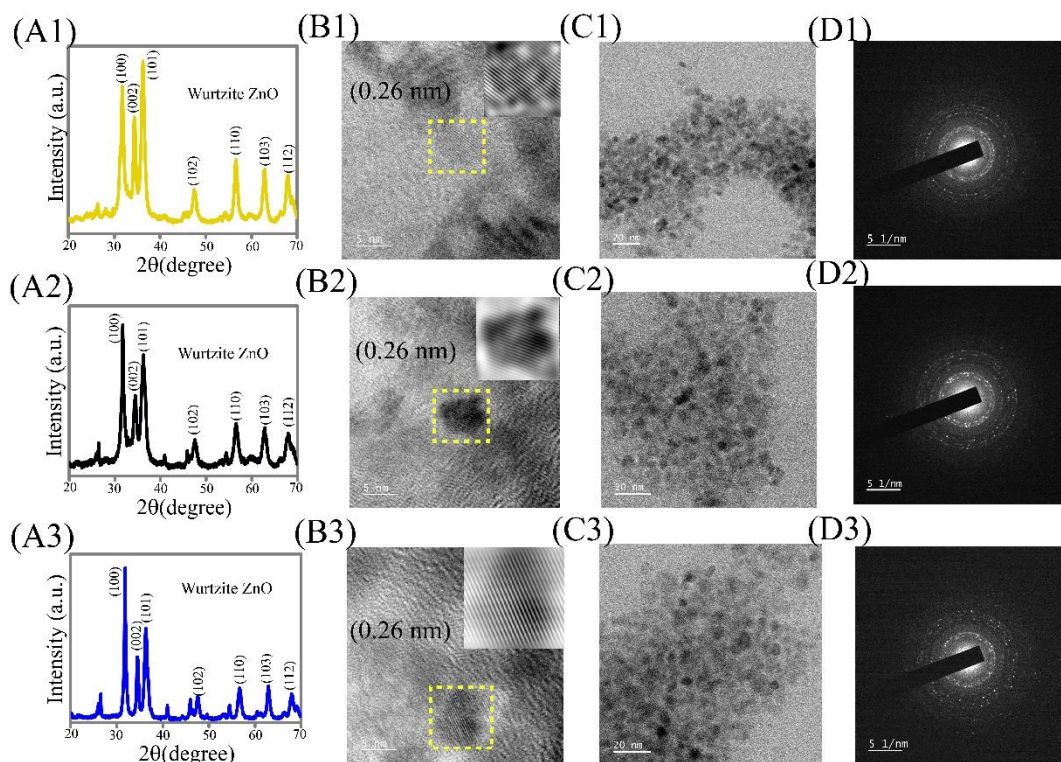 (A1)
Intensity (a.u.)
(100)
(002)
(101)
Wurtzite ZnO
(102)
(110)
(103)
(112)
20 30 40 50 60 70
2θ(degree)
(B1)
(0.26 nm)
5 nm
(C1)
20 nm
(D1)
5 1/nm
(A2)
Intensity (a.u.)
(100)
(002)
(101)
Wurtzite ZnO
(102)
(110)
(103)
(112)
20 30 40 50 60 70
2θ(degree)
(B2)
(0.26 nm)
5 nm
(C2)
20 nm
(D2)
5 1/nm
(A3)
Intensity (a.u.)
(100)
(002)
(101)
Wurtzite ZnO
(102)
(110)
(103)
(112)
20 30 40 50 60 70
2θ(degree)
(B3)
(0.26 nm)
5 nm
(C3)
20 nm
(D3)
5 1/nm